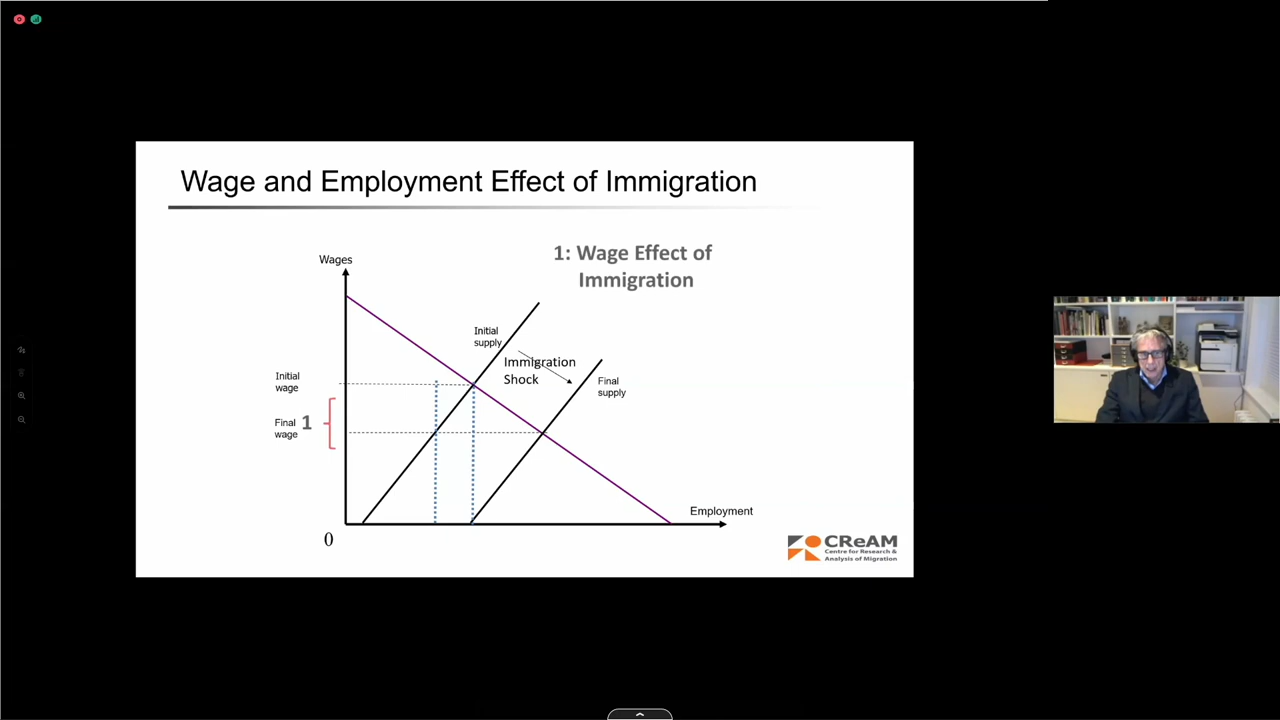 Wage and Employment Effect of Immigration
1: Wage Effect of
Immigration
Wages
Initial
supply
Immigration
Shock
Initial
wage
Final
supply
Final
wage
1
Employment
0
CReAM
Centre for Research &
Analysis of Migration